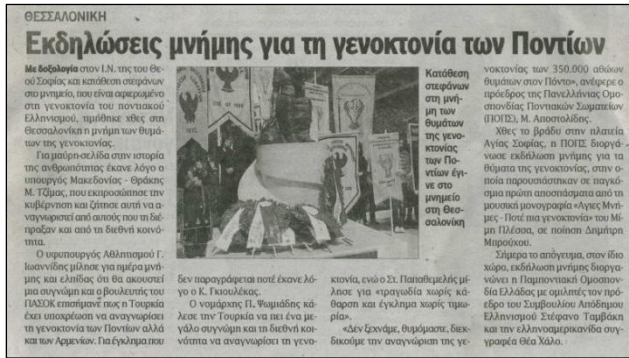 ΘΕΣΣΑΛΟΝΙΚΗ
Εκδηλώσεις μνήμης για τη γενοκτονία των Ποντίων
Με δοξολογία στον Ι.Ν. της του Θε-
ού Σοφίας και κατάθεση στεφάνων
στο μνημείο, που είναι αφιερωμένο
στη γενοκτονία του ποντιακού
Ελληνισμού, τιμήθηκε χθες στη
Θεσσαλονίκη η μνήμη των θυμά-
των της γενοκτονίας.
Για μαύρη σελίδα στην ιστορία
της ανθρωπότητας έκανε λόγο ο
υπουργός Μακεδονίας - Θράκης
Μ. Τζίμας, που εκπροσώπησε την
κυβέρνηση και ζήτησε αυτή να α-
ναγνωριστεί από αυτούς που τη διέ-
πραξαν και από τη διεθνή κοινό-
τητα.
Ο υφυπουργός Αθλητισμού Γ.
Ιωαννίδης μίλησε για ημέρα μνή-
μης και ελπίδας ότι θα ακουστεί
μια συγνώμη και ο βουλευτής του
ΠΑΣΟΚ επισήμανε πως η Τουρκία
έχει υποχρέωση να αναγνωρίσει
τη γενοκτονία των Ποντίων αλλά
και των Αρμενίων. Για έγκλημα που
δεν παραγράφεται ποτέ έκανε λό-
γο ο Κ. Γκιουλέκας.
Ο νομάρχης Π. Ψωμιάδης κά-
λεσε την Τουρκία να πει ένα με-
γάλο συγνώμη και τη διεθνή κοι-
νότητα να αναγνωρίσει τη γενο-
κτονία, ενώ ο Στ. Παπαθεμελής μί-
λησε για «τραγωδία χωρίς κά-
θαρση και έγκλημα χωρίς τιμω-
ρία».
«Δεν ξεχνάμε, θυμόμαστε, διεκ-
δικούμε την αναγνώριση της γε-
Κατάθεση
στεφάνων
στη μνή-
μη των
θυμάτων
της γενο-
κτονίας
των Πο-
ντίων έγι-
νε στο
μνημείο
στη Θεσ-
σαλονίκη
νοκτονίας των 350.000 αθώων
θυμάτων στον Πόντο», ανέφερε ο
πρόεδρος της Πανελλήνιας Ομο-
σπονδίας Ποντιακών Σωματείων
(ΠΟΠΣ), Μ. Αποστολίδης.
Χθες το βράδυ στην πλατεία
Αγίας Σοφίας, η ΠΟΠΣ διοργά-
νωσε εκδήλωση μνήμης για τα
θύματα της γενοκτονίας, στην ο-
ποία παρουσιάστηκαν σε παγκό-
σμια πρώτη αποσπάσματα από τη
μουσική μονογραφία «Άγιες Μνή-
μες - Ποτέ πια γενοκτονία» του Μί-
μη Πλέσσα, σε ποίηση Δημήτρη
Μπρούχου.
Σήμερα το απόγευμα, στον ίδιο
χώρο, εκδήλωση μνήμης διοργα-
νώνει η Παμποντιακή Ομοσπον-
δία Ελλάδας με ομιλητές τον πρό-
εδρο του Συμβουλίου Απόδημου
Ελληνισμού Στέφανο Ταμβάκη
και την ελληνοαμερικανίδα συγ-
γραφέα Θέα Χάλο.